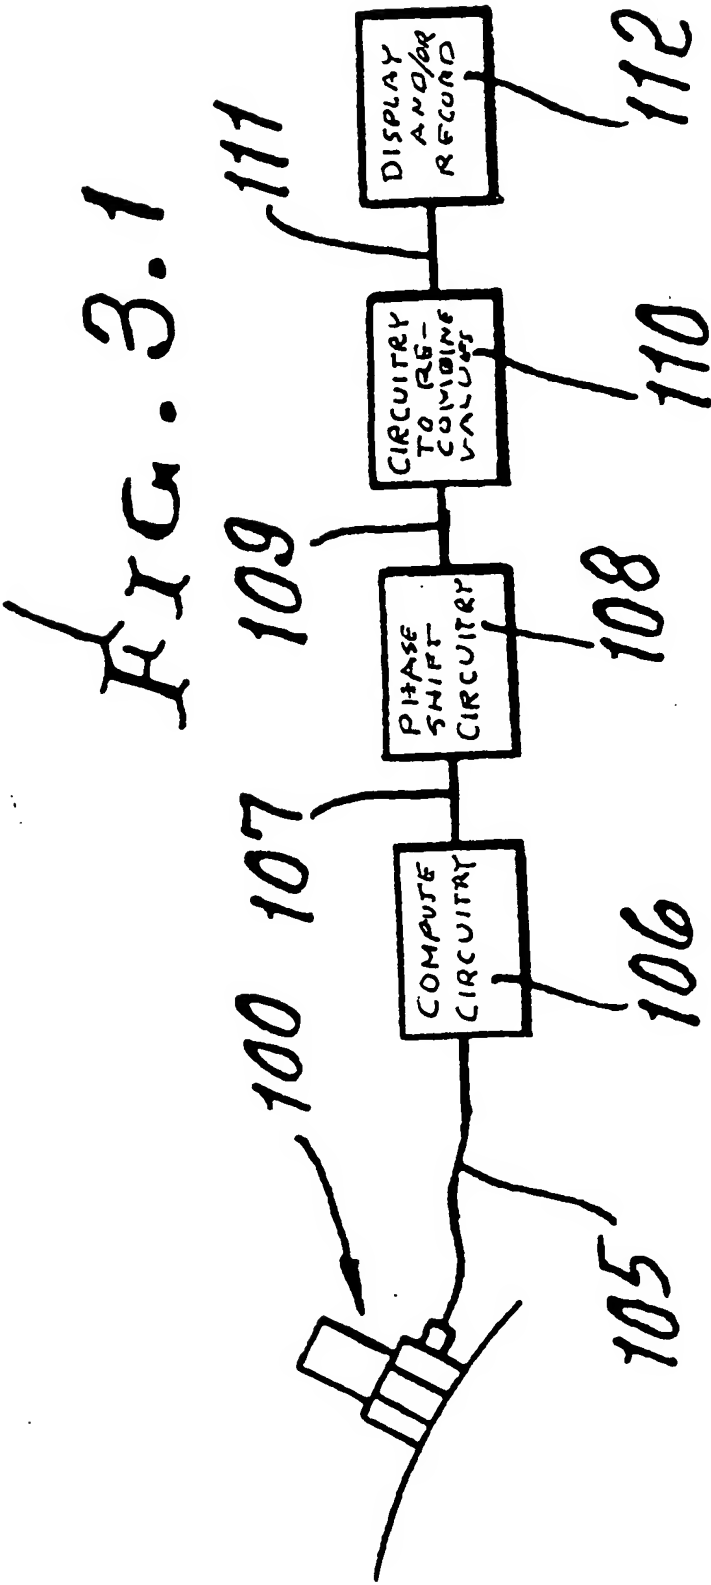 FIG. 3.1
100
107
109
111
COMPUTE
CIRCUITRY
PHASE
SHIFT
CIRCUITRY
CIRCUITRY
TO RE-
COMBINE
VALUES
DISPLAY
AND/OR
RECORD
105
106
108
110
112